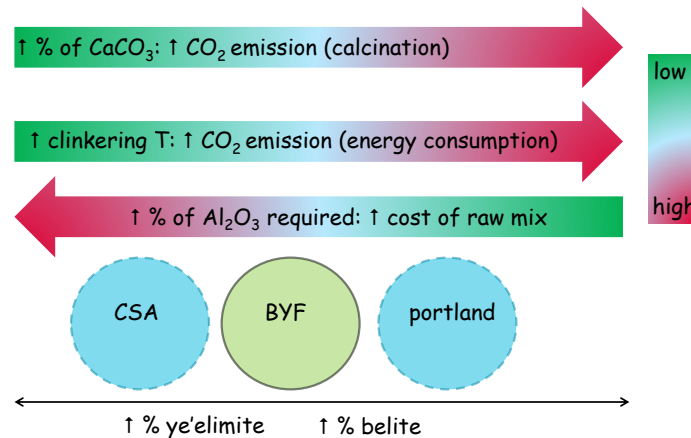 ↑ % of CaCO₃: ↑ CO₂ emission (calcination)
low
↑ clinkering T: ↑ CO₂ emission (energy consumption)
high
↑ % of Al₂O₃ required: ↑ cost of raw mix
CSA BYF portland
↑ % ye'elimite ↑ % belite